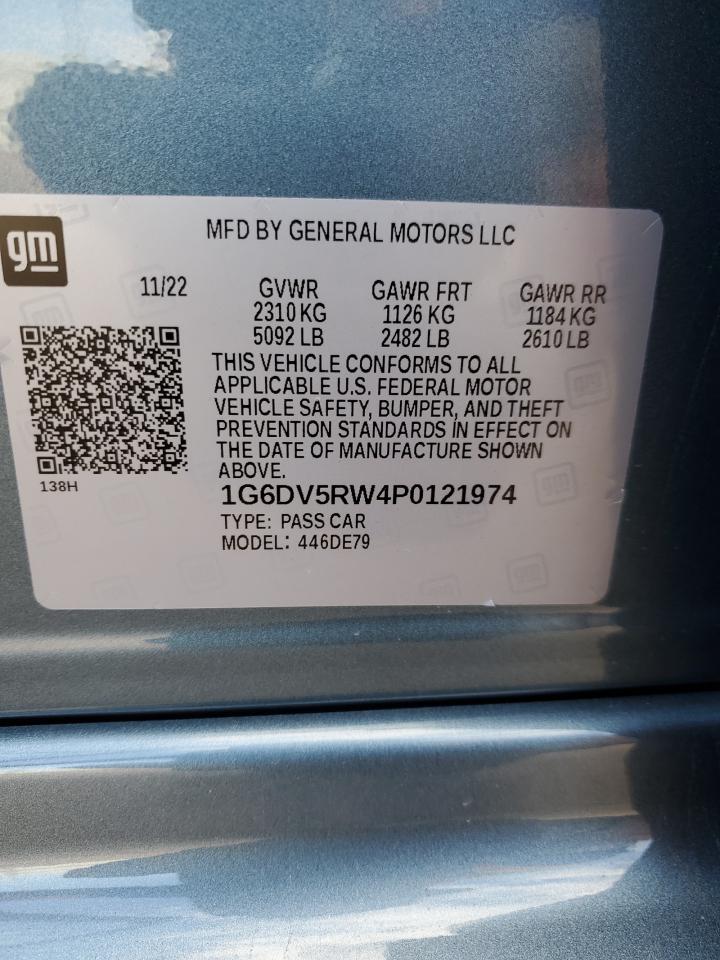 gm
MFD BY GENERAL MOTORS LLC
11/22 GVWR GAWR FRT GAWR RR
2310 KG 1126 KG 1184 KG
5092 LB 2482 LB 2610 LB
THIS VEHICLE CONFORMS TO ALL
APPLICABLE U.S. FEDERAL MOTOR
VEHICLE SAFETY, BUMPER, AND THEFT
PREVENTION STANDARDS IN EFFECT ON
THE DATE OF MANUFACTURE SHOWN
ABOVE.
138H
1G6DV5RW4P0121974
TYPE: PASS CAR
MODEL: 446DE79